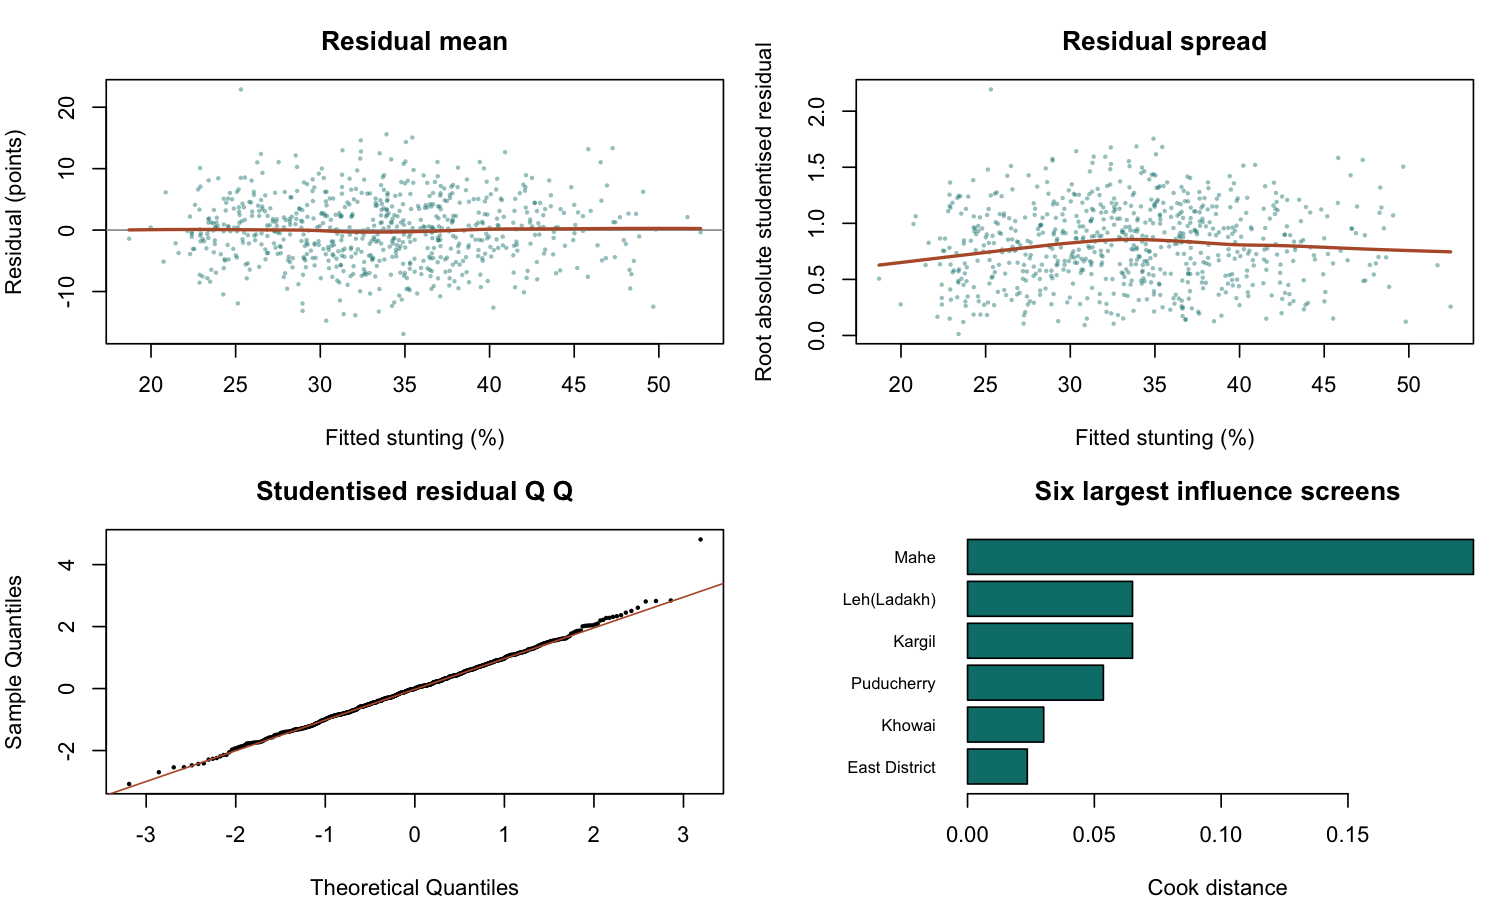 Residual mean
Residual (points)
20
10
0
-10
20 25 30 35 40 45 50
Fitted stunting (%)
Residual spread
Root absolute studentised residual
2.0
1.5
1.0
0.5
0.0
20 25 30 35 40 45 50
Fitted stunting (%)
Studentised residual Q Q
Sample Quantiles
4
2
0
-2
-3 -2 -1 0 1 2 3
Theoretical Quantiles
Six largest influence screens
Mahe
Leh(Ladakh)
Kargil
Puducherry
Khowai
East District
0.00 0.05 0.10 0.15
Cook distance